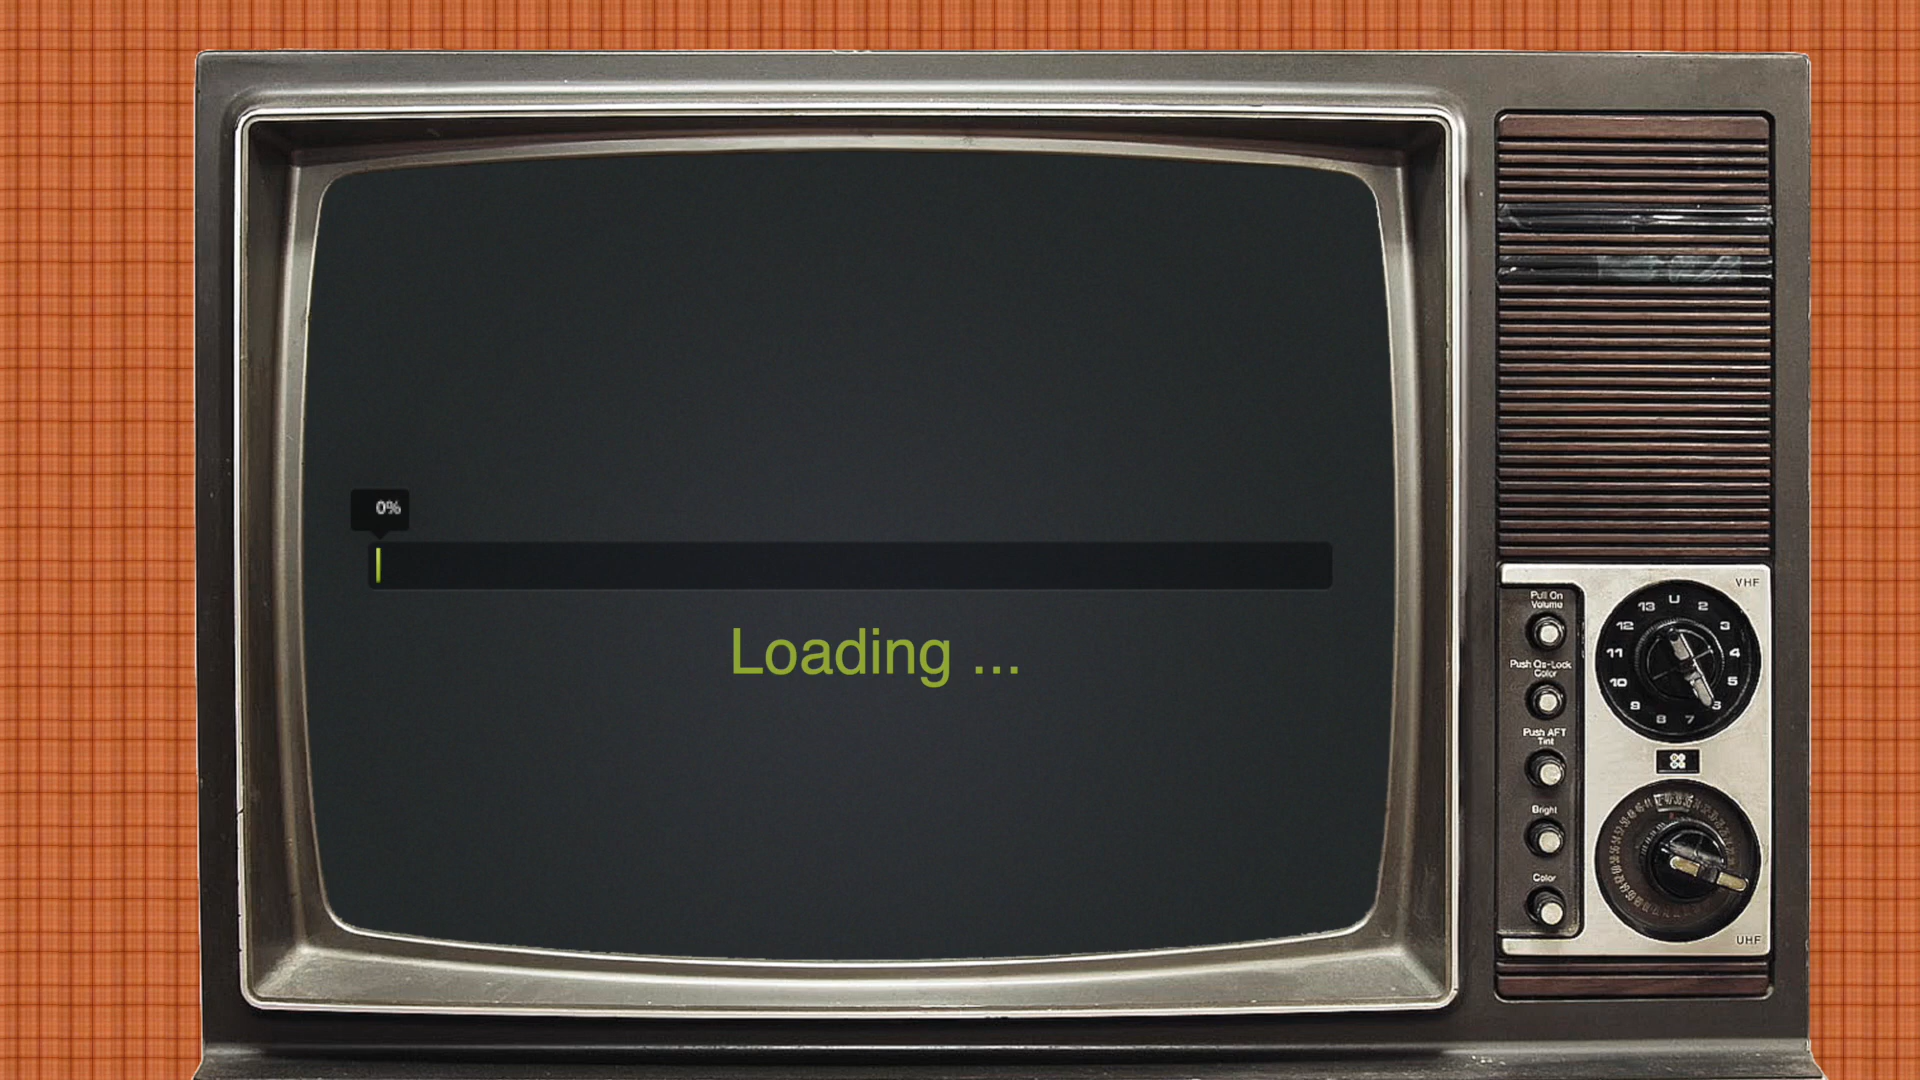 0%
Loading ...
VHF
Pull On
Volume
Push Qs-Lock
Color
Push AFT
Tint
Bright
Color
U
2
3
4
5
6
7
8
9
10
11
12
13
UHF